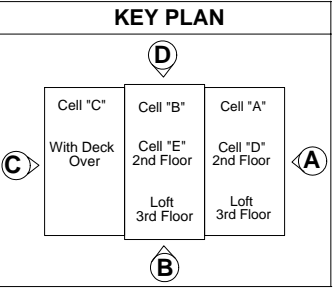 KEY PLAN
D
Cell "C"
With Deck
Over
Cell "B"
Cell "E"
2nd Floor
Loft
3rd Floor
Cell "A"
Cell "D"
2nd Floor
Loft
3rd Floor
C
A
B